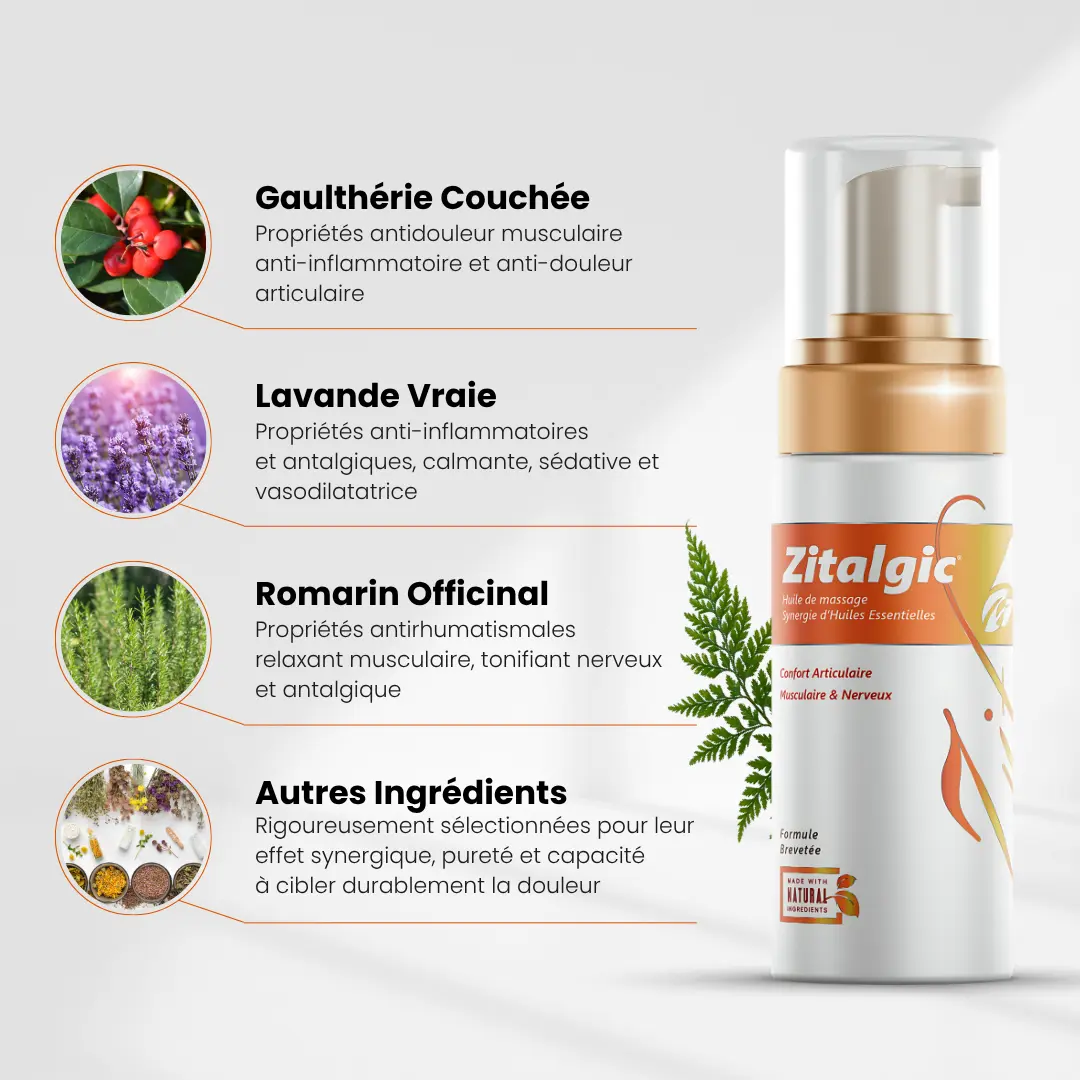 Gaulthérie Couchée
Propriétés antidouleur musculaire
anti-inflammatoire et anti-douleur
articulaire
Lavande Vraie
Propriétés anti-inflammatoires
et antalgiques, calmante, sédative et
vasodilatatrice
Romarin Officinal
Propriétés antirhumatismales
relaxant musculaire, tonifiant nerveux
et antalgique
Autres Ingrédients
Rigoureusement sélectionnées pour leur
effet synergique, pureté et capacité
à cibler durablement la douleur
Zitalgic
Huile de massage
Synergie d'Huiles Essentielles
Confort Articulaire
Musculaire & Nerveux
Formule
Brevetée
MADE WITH
NATURAL
INGREDIENTS